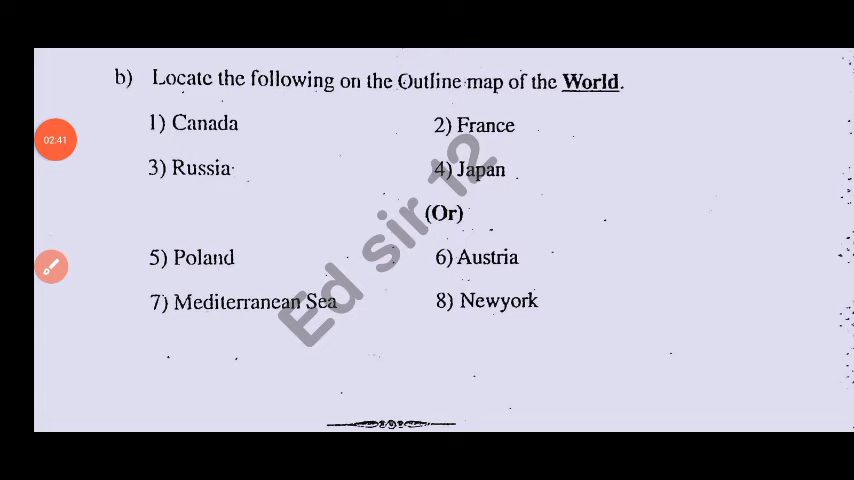 b) Locate the following on the Outline map of the World.
1) Canada 2) France
02:41
3) Russia 4) Japan
(Or)
5) Poland 6) Austria
7) Mediterranean Sea 8) Newyork
Ed sir 12